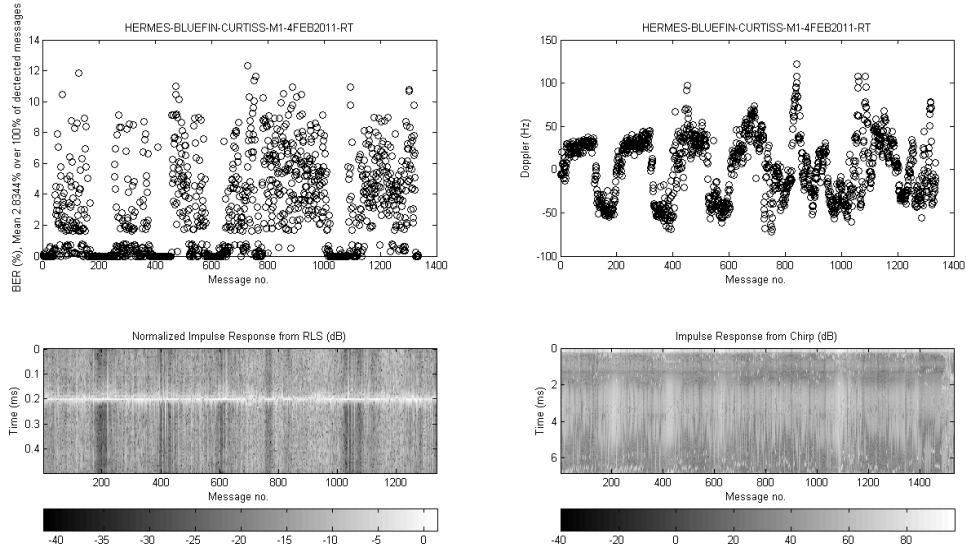 HERMES-BLUEFIN-CURTISS-M1-4FEB2011-RT
BER (%), Mean 2.8344% over 100% of dectected messages
14
12
10
8
6
4
2
0
0 200 400 600 800 1000 1200 1400
Message no.
HERMES-BLUEFIN-CURTISS-M1-4FEB2011-RT
Doppler (Hz)
150
100
50
0
-50
-100
0 200 400 600 800 1000 1200 1400
Message no.
Normalized Impulse Response from RLS (dB)
Time (ms)
0
0.1
0.2
0.3
0.4
200 400 600 800 1000 1200
Message no.
-40 -35 -30 -25 -20 -15 -10 -5 0
Impulse Response from Chirp (dB)
Time (ms)
0
2
4
6
200 400 600 800 1000 1200 1400
Message no.
-40 -20 0 20 40 60 80